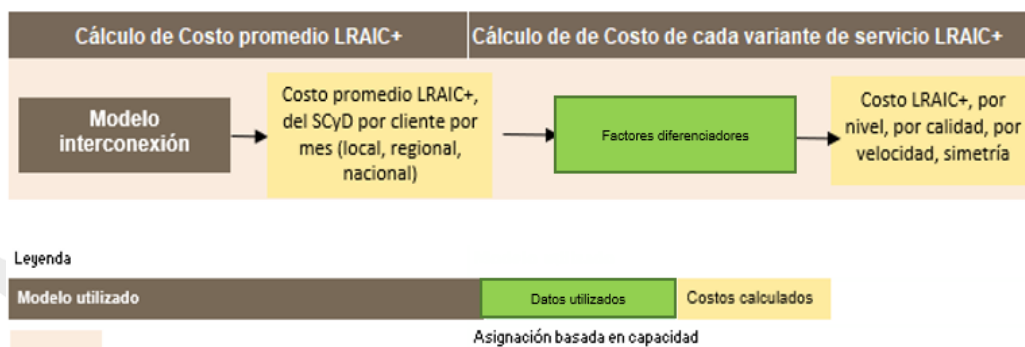 Cálculo de Costo promedio LRAIC+
Cálculo de de Costo de cada variante de servicio LRAIC+
Modelo
interconexión
Costo promedio LRAIC+,
del SCyD por cliente por
mes (local, regional,
nacional)
Factores diferenciadores
Costo LRAIC+, por
nivel, por calidad, por
velocidad, simetría
Leyenda
Modelo utilizado
Datos utilizados
Costos calculados
Asignación basada en capacidad